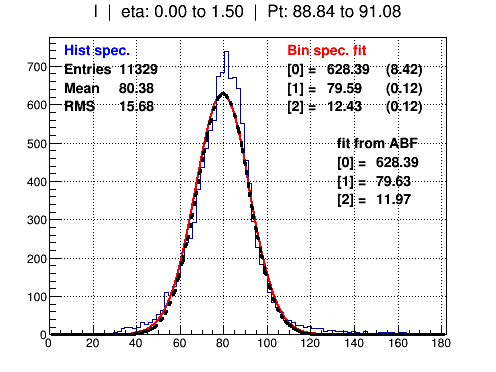 I | eta: 0.00 to 1.50 | Pt: 88.84 to 91.08
Hist spec.
Entries 11329
Mean 80.38
RMS 15.68
Bin spec. fit
[0] = 628.39 (8.42)
[1] = 79.59 (0.12)
[2] = 12.43 (0.12)
fit from ABF
[0] = 628.39
[1] = 79.63
[2] = 11.97
700
600
500
400
300
200
100
0
0 20 40 60 80 100 120 140 160 180